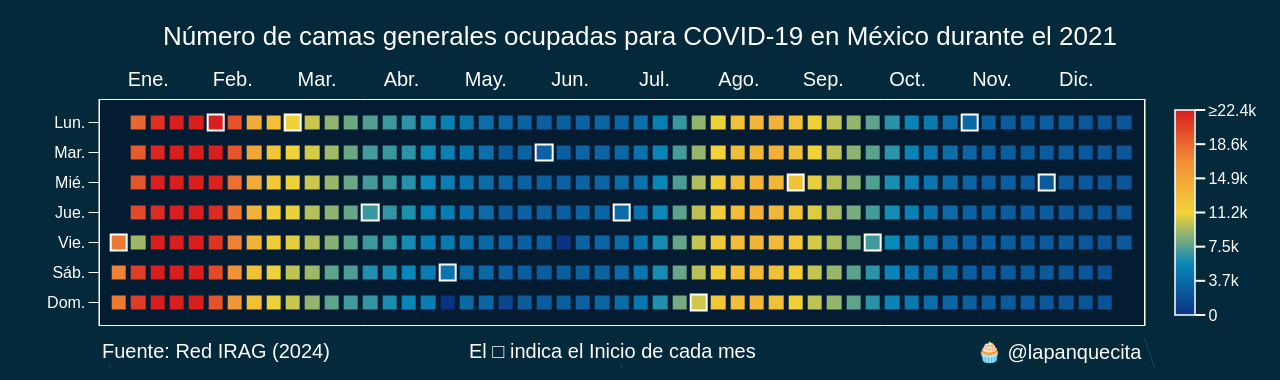 Número de camas generales ocupadas para COVID-19 en México durante el 2021
Ene. Feb. Mar. Abr. May. Jun. Jul. Ago. Sep. Oct. Nov. Dic.
Lun.
Mar.
Mié.
Jue.
Vie.
Sáb.
Dom.
≥22.4k
18.6k
14.9k
11.2k
7.5k
3.7k
0
Fuente: Red IRAG (2024)
El □ indica el Inicio de cada mes
🧁 @lapanquecita